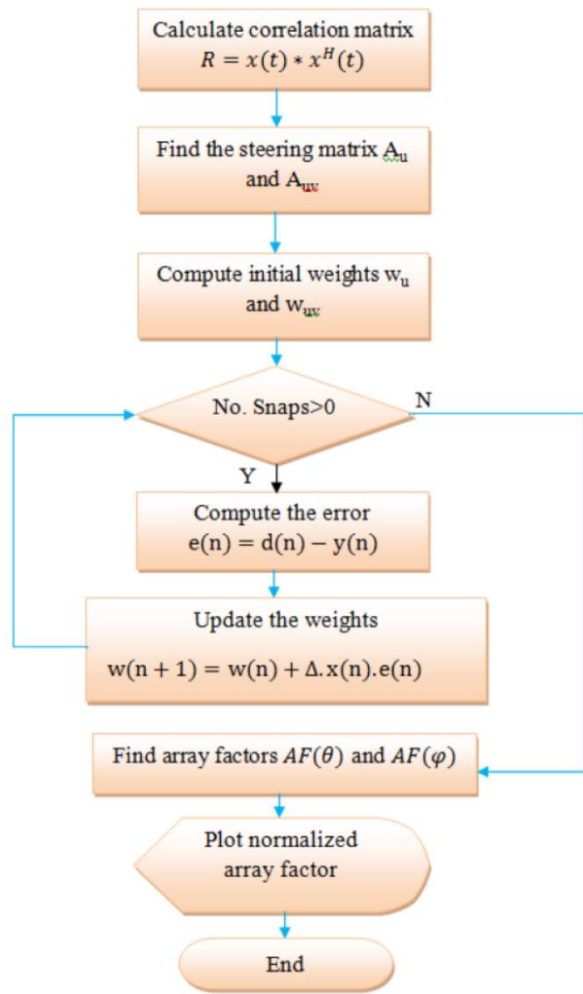 Calculate correlation matrix
R = x(t) ∗ x^H(t)
Find the steering matrix A_u
and A_uv
Compute initial weights w_u
and w_uv
No. Snaps>0
N
Y
Compute the error
e(n) = d(n) − y(n)
Update the weights
w(n + 1) = w(n) + Δ.x(n).e(n)
Find array factors AF(θ) and AF(φ)
Plot normalized
array factor
End